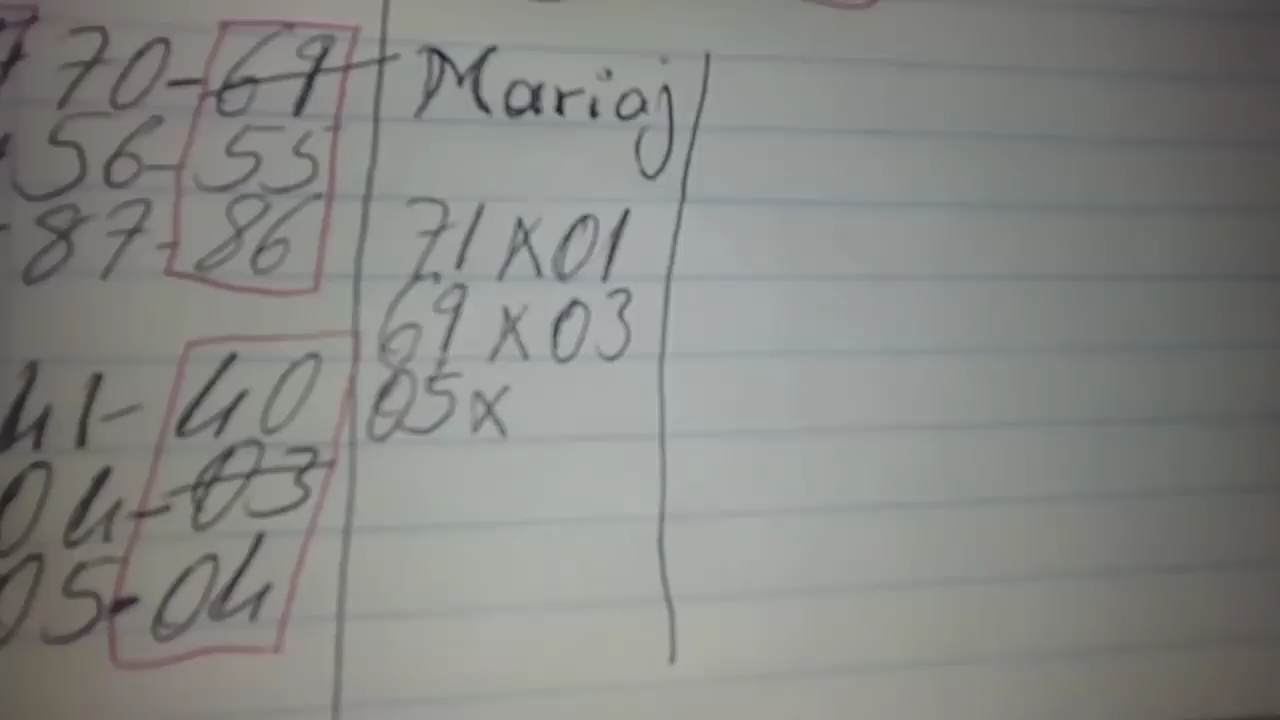 70-69 Mariaj
56-55
87-86 71X01
69X03
41-40 05X
04-03
05-04